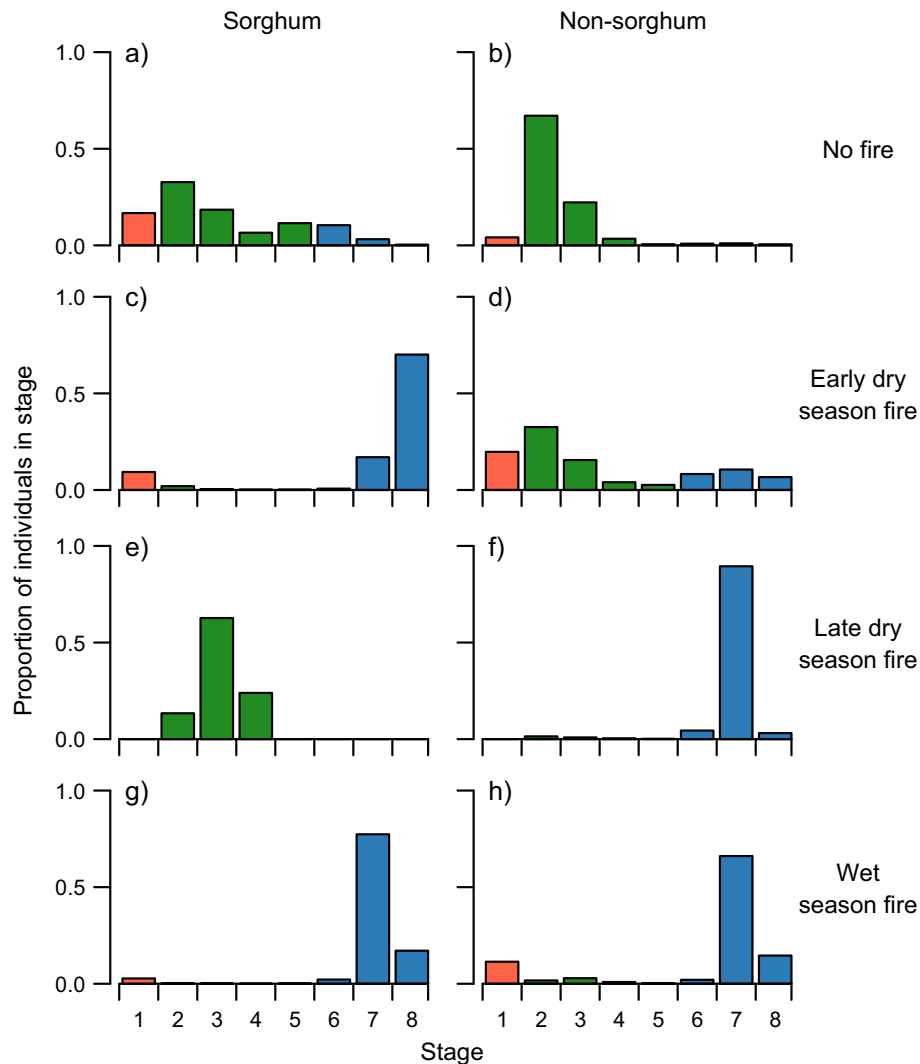 Sorghum
Non-sorghum
a)
b)
1.0
0.5
0.0
No fire
c)
d)
1.0
0.5
0.0
Early dry
season fire
e)
f)
1.0
0.5
0.0
Late dry
season fire
g)
h)
1.0
0.5
0.0
Wet
season fire
Proportion of individuals in stage
1 2 3 4 5 6 7 8
1 2 3 4 5 6 7 8
Stage